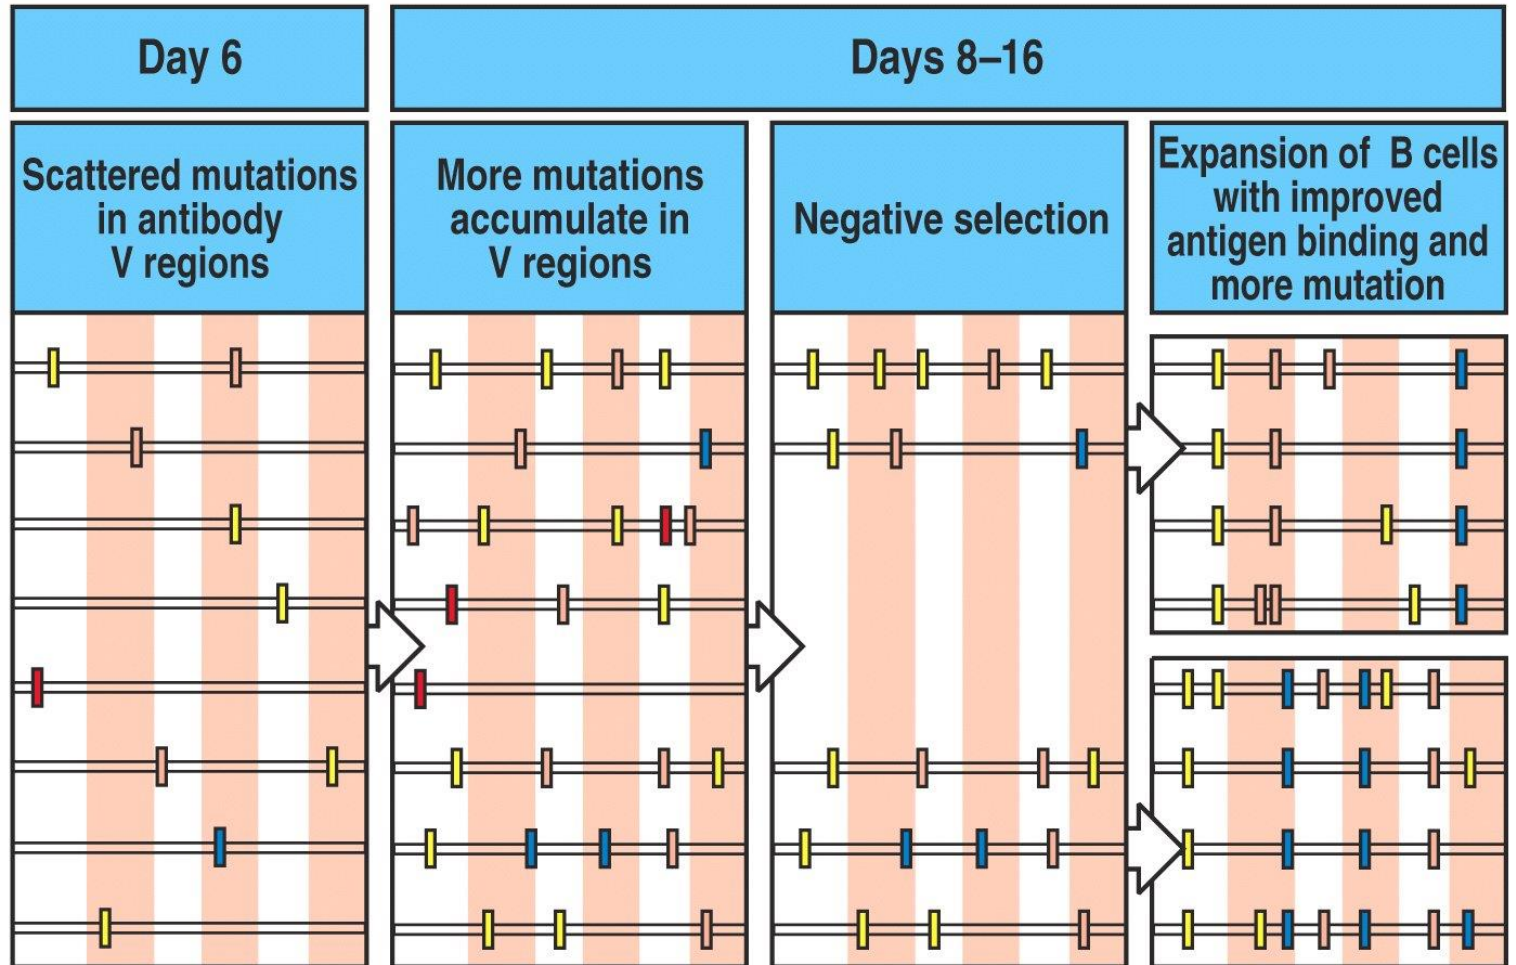 Day 6
Days 8–16
Scattered mutations
in antibody
V regions
More mutations
accumulate in
V regions
Negative selection
Expansion of B cells
with improved
antigen binding and
more mutation